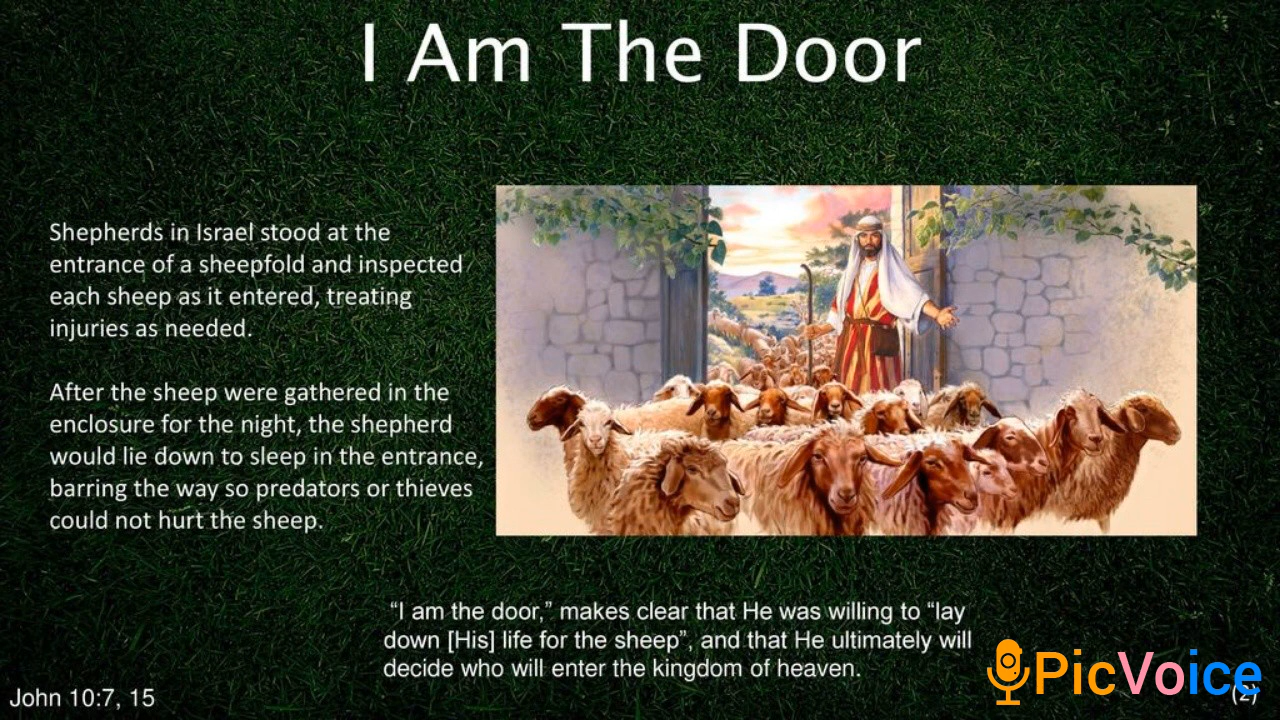 I Am The Door
Shepherds in Israel stood at the
entrance of a sheepfold and inspected
each sheep as it entered, treating
injuries as needed.
After the sheep were gathered in the
enclosure for the night, the shepherd
would lie down to sleep in the entrance,
barring the way so predators or thieves
could not hurt the sheep.
“I am the door,” makes clear that He was willing to “lay
down [His] life for the sheep”, and that He ultimately will
decide who will enter the kingdom of heaven.
John 10:7, 15
PicVoice
(2)